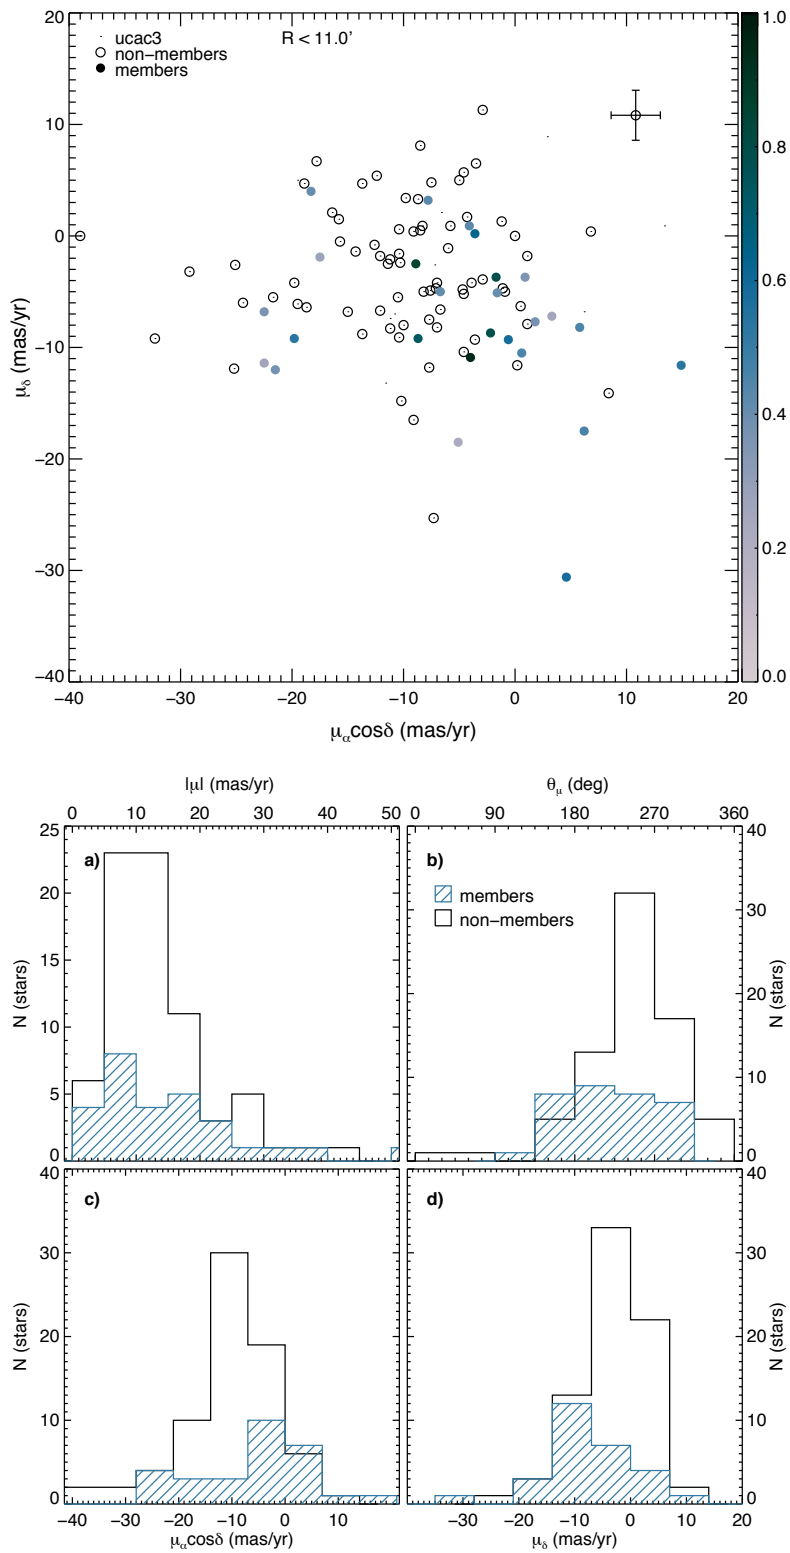 20
10
0
−10
−20
−30
−40
μδ (mas/yr)
ucac3
non−members
members
R < 11.0'
1.0
0.8
0.6
0.4
0.2
0.0
−40 −30 −20 −10 0 10 20
μαcosδ (mas/yr)
|μ| (mas/yr)
0 10 20 30 40 50
a)
25
20
15
10
5
0
N (stars)
θμ (deg)
0 90 180 270 360
b)
members
non−members
40
30
20
10
0
N (stars)
c)
40
30
20
10
0
N (stars)
−40 −30 −20 −10 0 10
μαcosδ (mas/yr)
d)
40
30
20
10
0
N (stars)
−30 −20 −10 0 10 20
μδ (mas/yr)